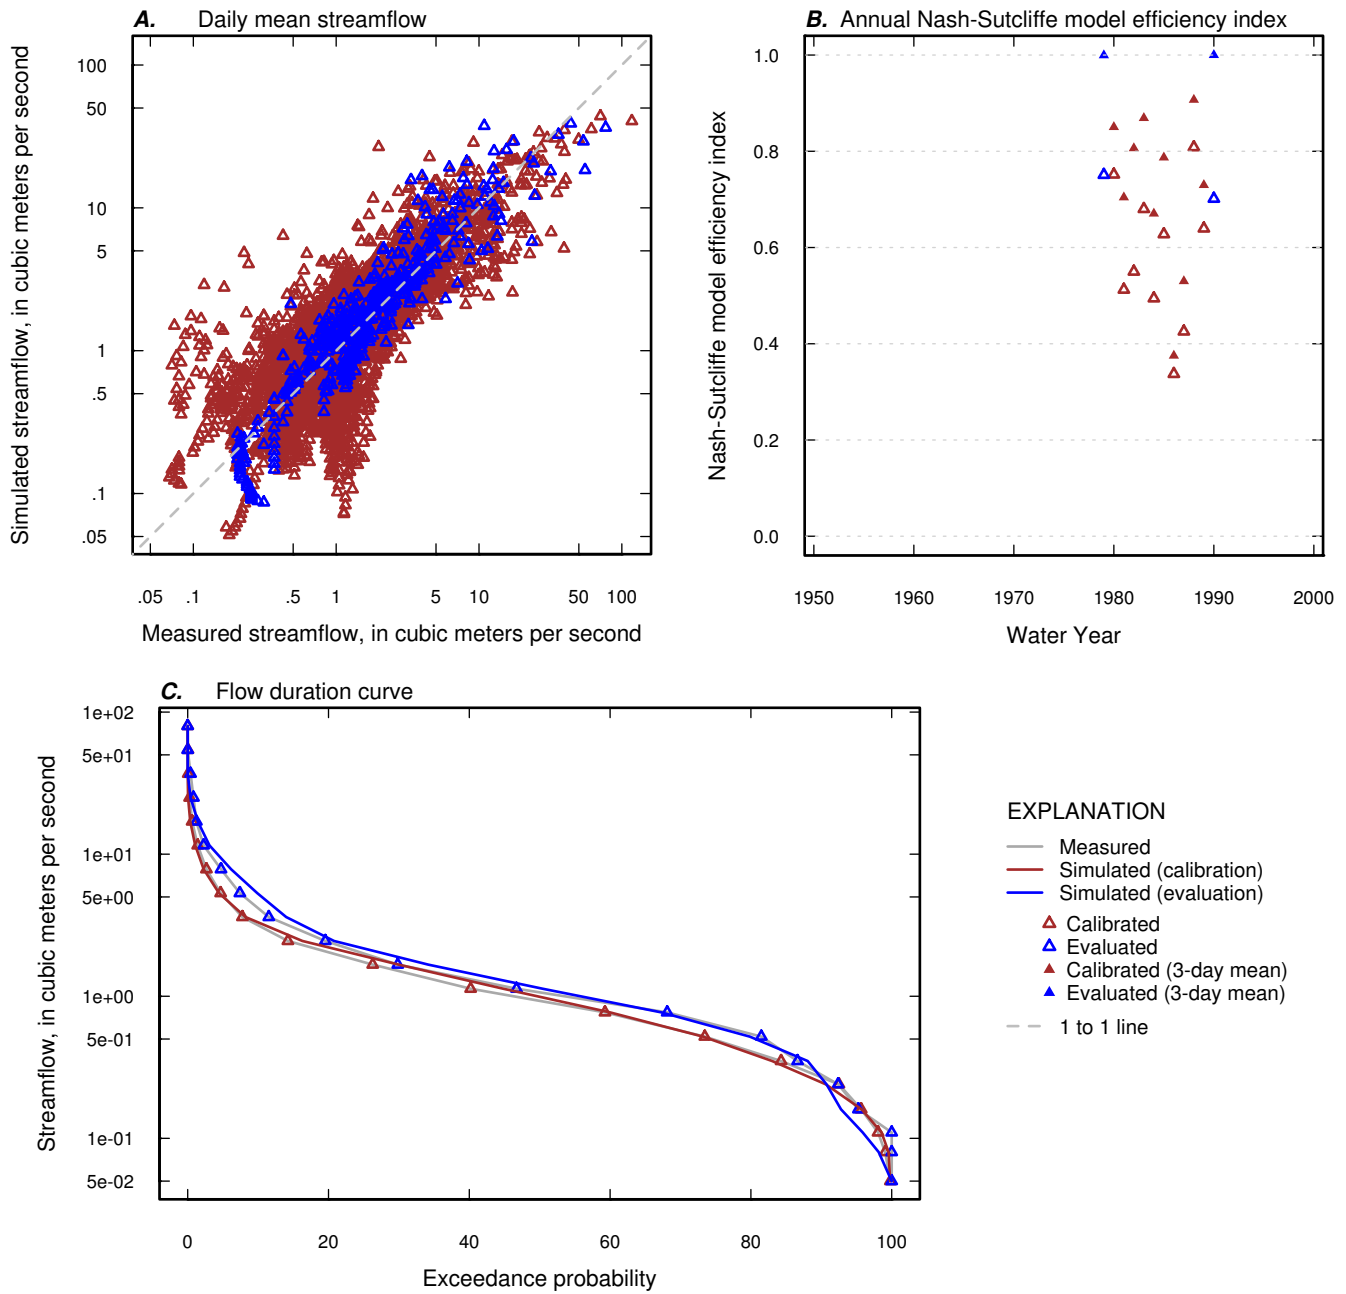 A. Daily mean streamflow
Simulated streamflow, in cubic meters per second
100
50
10
5
1
.5
.1
.05
.05 .1 .5 1 5 10 50 100
Measured streamflow, in cubic meters per second
B. Annual Nash-Sutcliffe model efficiency index
Nash-Sutcliffe model efficiency index
1.0
0.8
0.6
0.4
0.2
0.0
1950 1960 1970 1980 1990 2000
Water Year
C. Flow duration curve
Streamflow, in cubic meters per second
1e+02
5e+01
1e+01
5e+00
1e+00
5e-01
1e-01
5e-02
0 20 40 60 80 100
Exceedance probability
EXPLANATION
Measured
Simulated (calibration)
Simulated (evaluation)
Calibrated
Evaluated
Calibrated (3-day mean)
Evaluated (3-day mean)
1 to 1 line